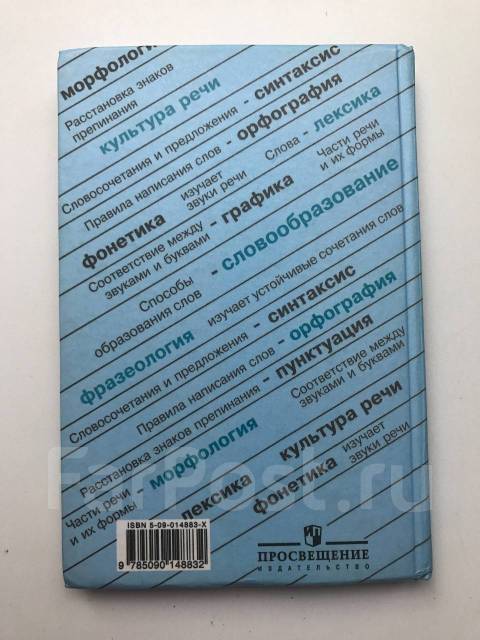 морфологи
Расстановка знаков
препинания
культура речи
Словосочетания и предложения - синтаксис
Правила написания слов - орфография
фонетика изучает
звуки речи
Слова - лексика
Соответствие между
звуками и буквами - графика
Части речи
и их формы
Способы
образования слов - словообразование
фразеология изучает устойчивые сочетания слов
Словосочетания и предложения - синтаксис
Правила написания слов - орфография
Расстановка знаков препинания - пунктуация
Части речи
и их формы - морфология
Соответствие между
звуками и буквами
лексика
культура речи
фонетика изучает
звуки речи
FarPost.ru
ISBN 5-09-014883-X
9 785090 148832
ПРОСВЕЩЕНИЕ
ИЗДАТЕЛЬСТВО